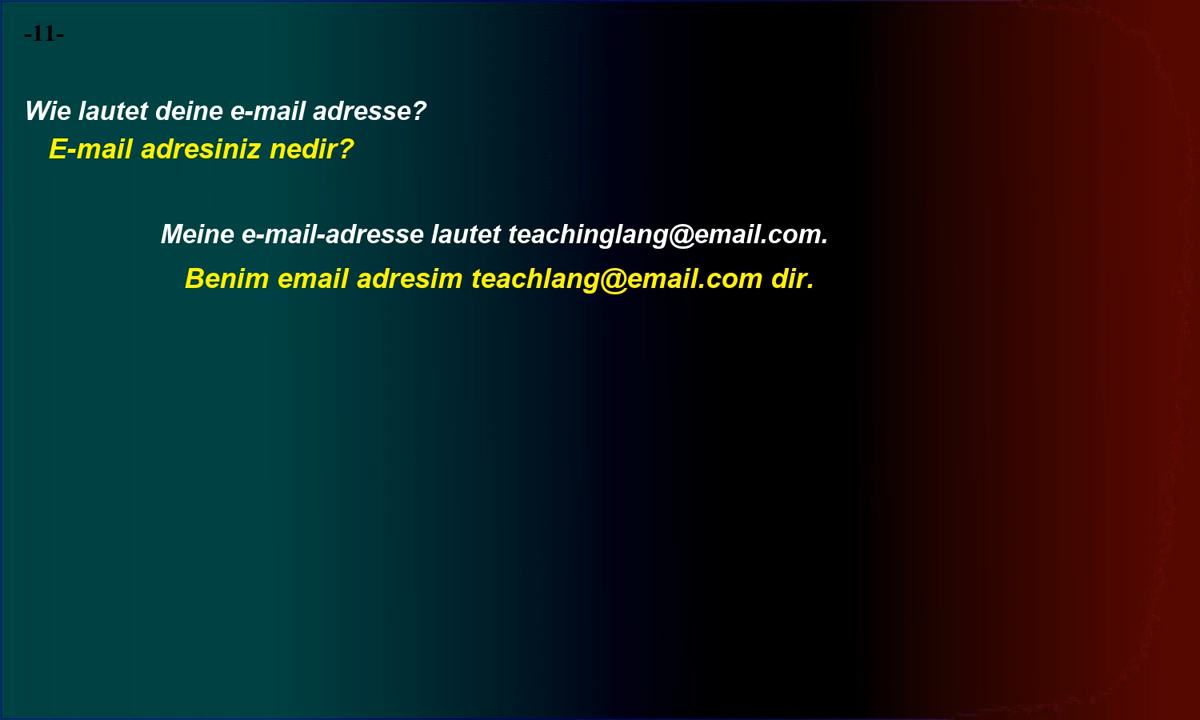 -11-
Wie lautet deine e-mail adresse?
E-mail adresiniz nedir?
Meine e-mail-adresse lautet teachinglang@email.com.
Benim email adresim teachlang@email.com dir.